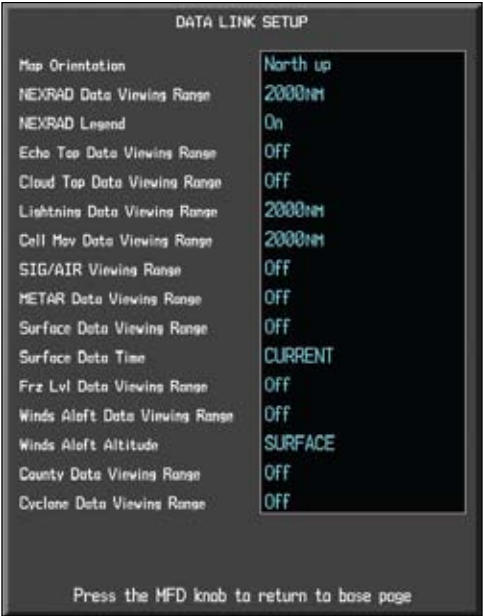 DATA LINK SETUP
Map Orientation North up
NEXRAD Data Viewing Range 2000NM
NEXRAD Legend On
Echo Top Data Viewing Range Off
Cloud Top Data Viewing Range Off
Lightning Data Viewing Range 2000NM
Cell Mov Data Viewing Range 2000NM
SIG/AIR Viewing Range Off
METAR Data Viewing Range Off
Surface Data Viewing Range Off
Surface Data Time CURRENT
Frz Lvl Data Viewing Range Off
Winds Aloft Data Viewing Range Off
Winds Aloft Altitude SURFACE
County Data Viewing Range Off
Cyclone Data Viewing Range Off
Press the MFD knob to return to base page